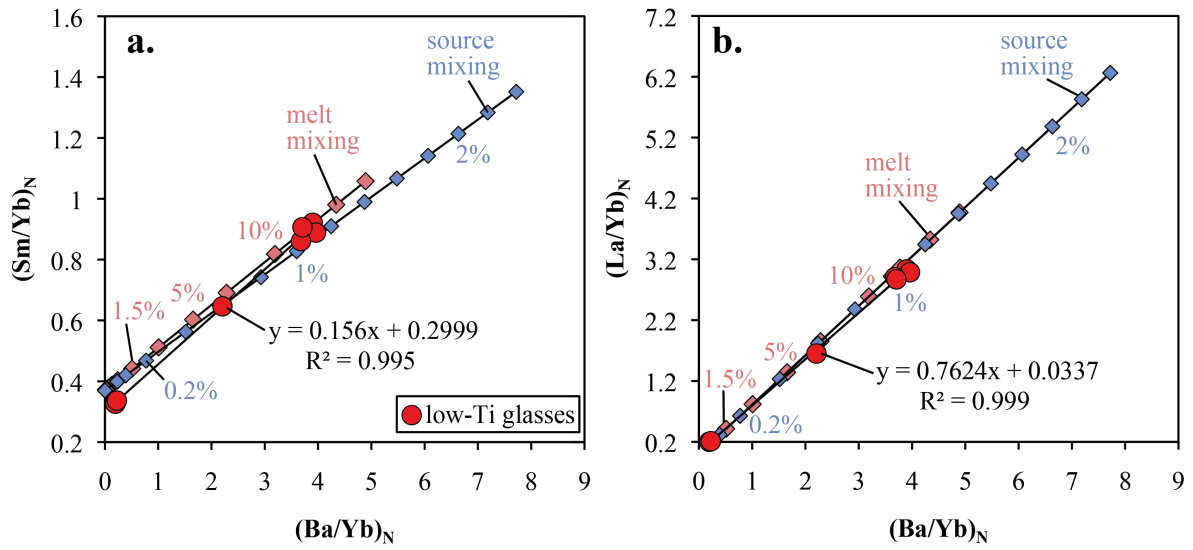 a.
1.6
1.4
1.2
1
0.8
0.6
0.4
0.2
(Sm/Yb)N
source
mixing
melt
mixing
2%
10%
1%
5%
1.5%
0.2%
y = 0.156x + 0.2999
R² = 0.995
low-Ti glasses
0 1 2 3 4 5 6 7 8 9
(Ba/Yb)N
b.
7.2
6.2
5.2
4.2
3.2
2.2
1.2
0.2
(La/Yb)N
source
mixing
2%
melt
mixing
10%
1%
5%
1.5%
0.2%
y = 0.7624x + 0.0337
R² = 0.999
0 1 2 3 4 5 6 7 8 9
(Ba/Yb)N